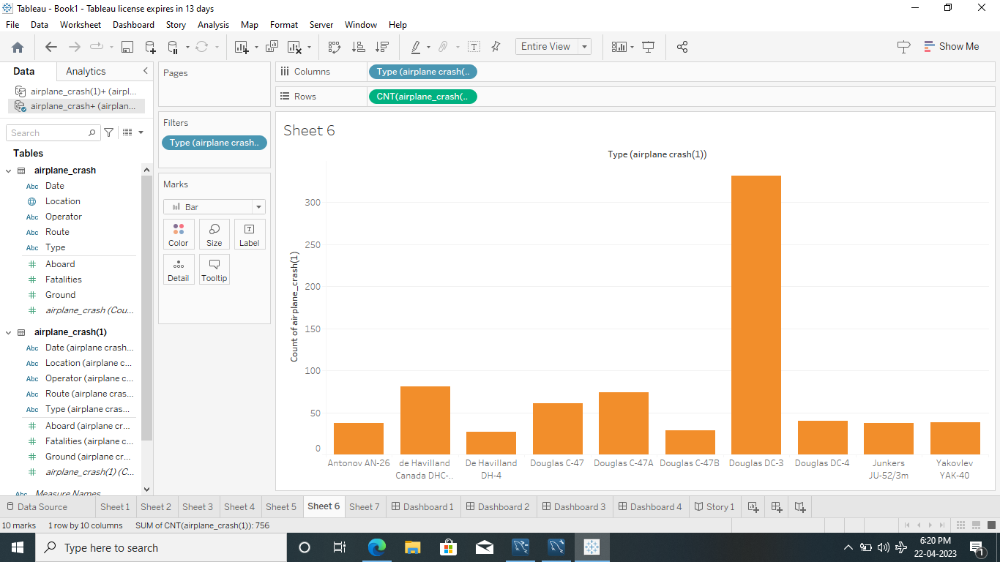 Tableau - Book1 - Tableau license expires in 13 days
File Data Worksheet Dashboard Story Analysis Map Format Server Window Help
Entire View
Show Me
Data Analytics
airplane_crash(1)+ (airpl...
airplane_crash+ (airplan...
Search
Tables
airplane_crash
Abc Date
Location
Abc Operator
Abc Route
Abc Type
Aboard
Fatalities
Ground
airplane_crash (Cou...
airplane_crash(1)
Abc Date (airplane crash...
Abc Location (airplane c...
Abc Operator (airplane c...
Abc Route (airplane cras...
Abc Type (airplane cras...
Aboard (airplane cr...
Fatalities (airplane c...
Ground (airplane cr...
airplane_crash(1) (C...
Abc Measure Names
Pages
Filters
Type (airplane crash..
Marks
Bar
Color Size Label
Detail Tooltip
Columns Type (airplane crash(..
Rows CNT(airplane_crash(..
Sheet 6
Type (airplane crash(1))
Count of airplane_crash(1)
300
250
200
150
100
50
0
Antonov AN-26
de Havilland
Canada DHC-..
De Havilland
DH-4
Douglas C-47
Douglas C-47A
Douglas C-47B
Douglas DC-3
Douglas DC-4
Junkers
JU-52/3m
Yakovlev
YAK-40
Data Source Sheet 1 Sheet 2 Sheet 3 Sheet 4 Sheet 5 Sheet 6 Sheet 7 Dashboard 1 Dashboard 2 Dashboard 3 Dashboard 4 Story 1
10 marks 1 row by 10 columns SUM of CNT(airplane_crash(1)): 756
Type here to search
6:20 PM
22-04-2023
1